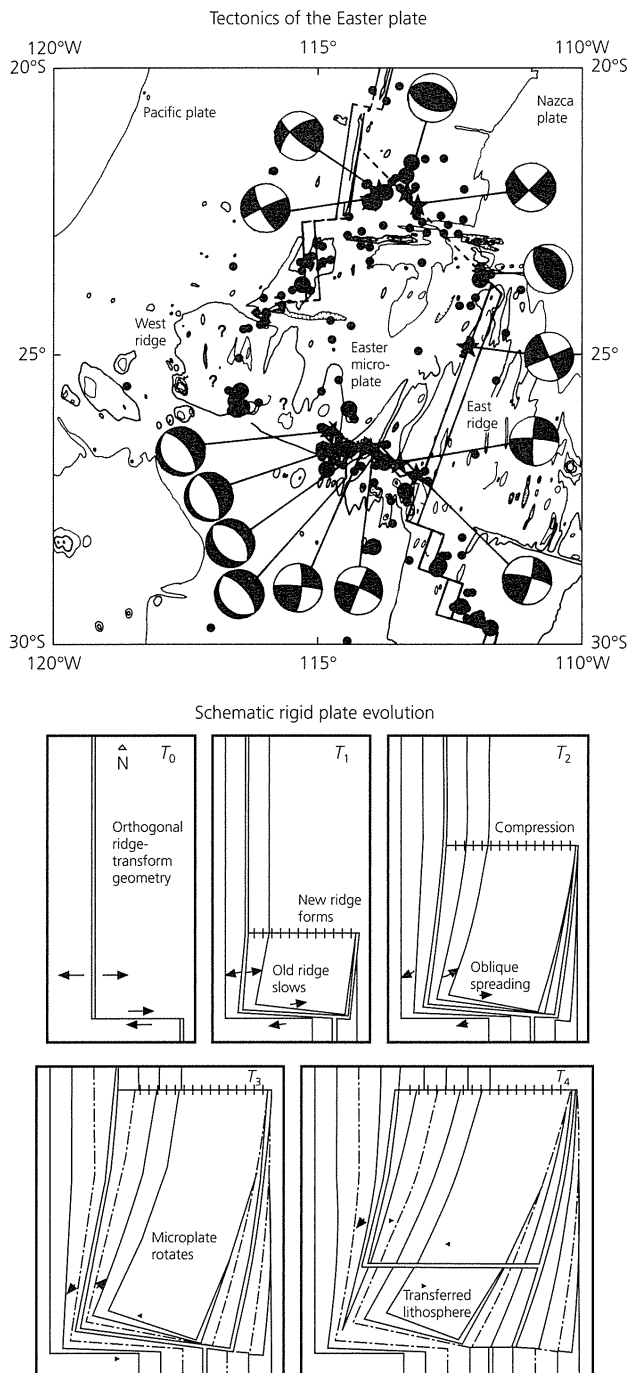 Tectonics of the Easter plate
120°W
115°
110°W
20°S
20°S
Pacific plate
Nazca
plate
West
ridge
?
?
?
Easter
micro-
plate
25°
25°
East
ridge
30°S
30°S
120°W
115°
110°W
Schematic rigid plate evolution
N
T0
Orthogonal
ridge-
transform
geometry
T1
New ridge
forms
Old ridge
slows
T2
Compression
Oblique
spreading
T3
Microplate
rotates
T4
Transferred
lithosphere